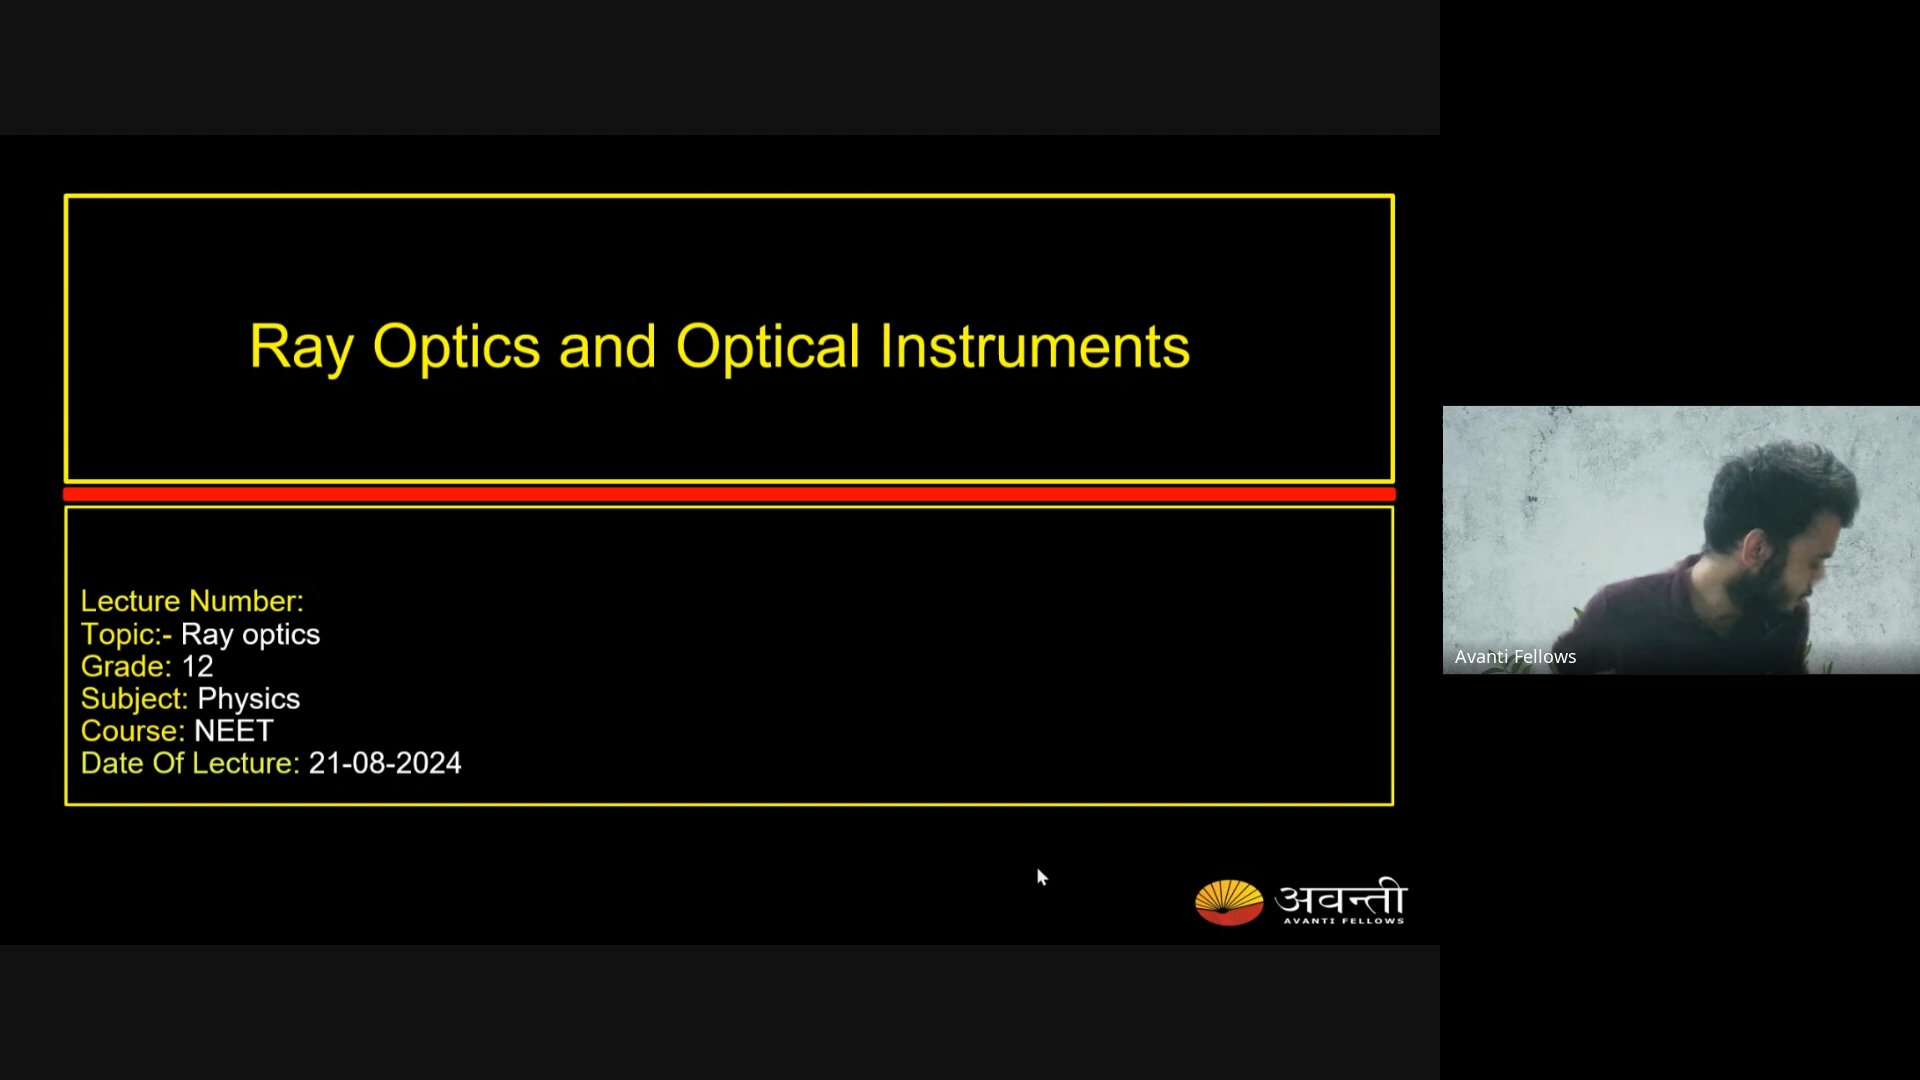 Ray Optics and Optical Instruments
Lecture Number:
Topic:- Ray optics
Grade: 12
Subject: Physics
Course: NEET
Date Of Lecture: 21-08-2024
अवन्ती
AVANTI FELLOWS
Avanti Fellows